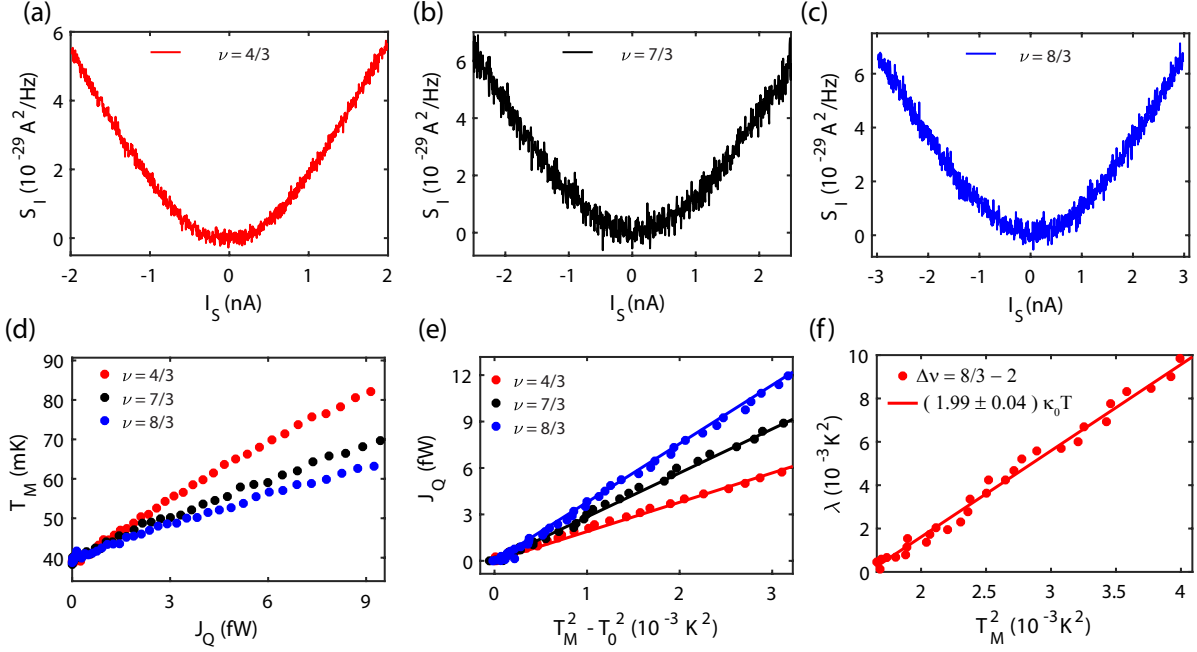 (a)
ν = 4/3
6
4
2
0
-2
-1
0
1
2
S_I (10^-29 A^2/Hz)
I_S (nA)
(b)
ν = 7/3
6
4
2
0
-2
-1
0
1
2
S_I (10^-29 A^2/Hz)
I_S (nA)
(c)
ν = 8/3
8
6
4
2
0
-3
-2
-1
0
1
2
3
S_I (10^-29 A^2/Hz)
I_S (nA)
(d)
ν = 4/3
ν = 7/3
ν = 8/3
90
80
70
60
50
40
0
3
6
9
T_M (mK)
J_Q (fW)
(e)
ν = 4/3
ν = 7/3
ν = 8/3
12
9
6
3
0
0
1
2
3
J_Q (fW)
T_M^2 - T_0^2 (10^-3 K^2)
(f)
Δν = 8/3 − 2
( 1.99 ± 0.04 ) κ_0T
10
8
6
4
2
0
2
2.5
3
3.5
4
λ (10^-3 K^2)
T_M^2 (10^-3 K^2)